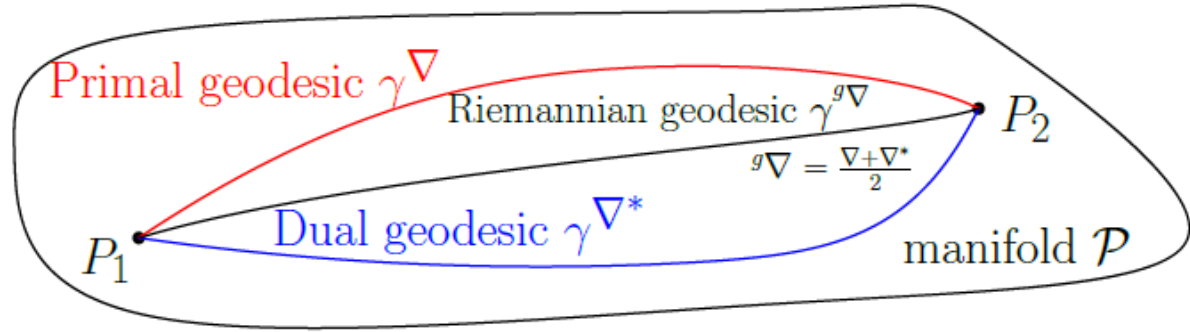 Primal geodesic γ^∇
Riemannian geodesic γ^{g∇}
P₂
^g∇ = (∇+∇*)/2
Dual geodesic γ^{∇*}
P₁
manifold 𝒫